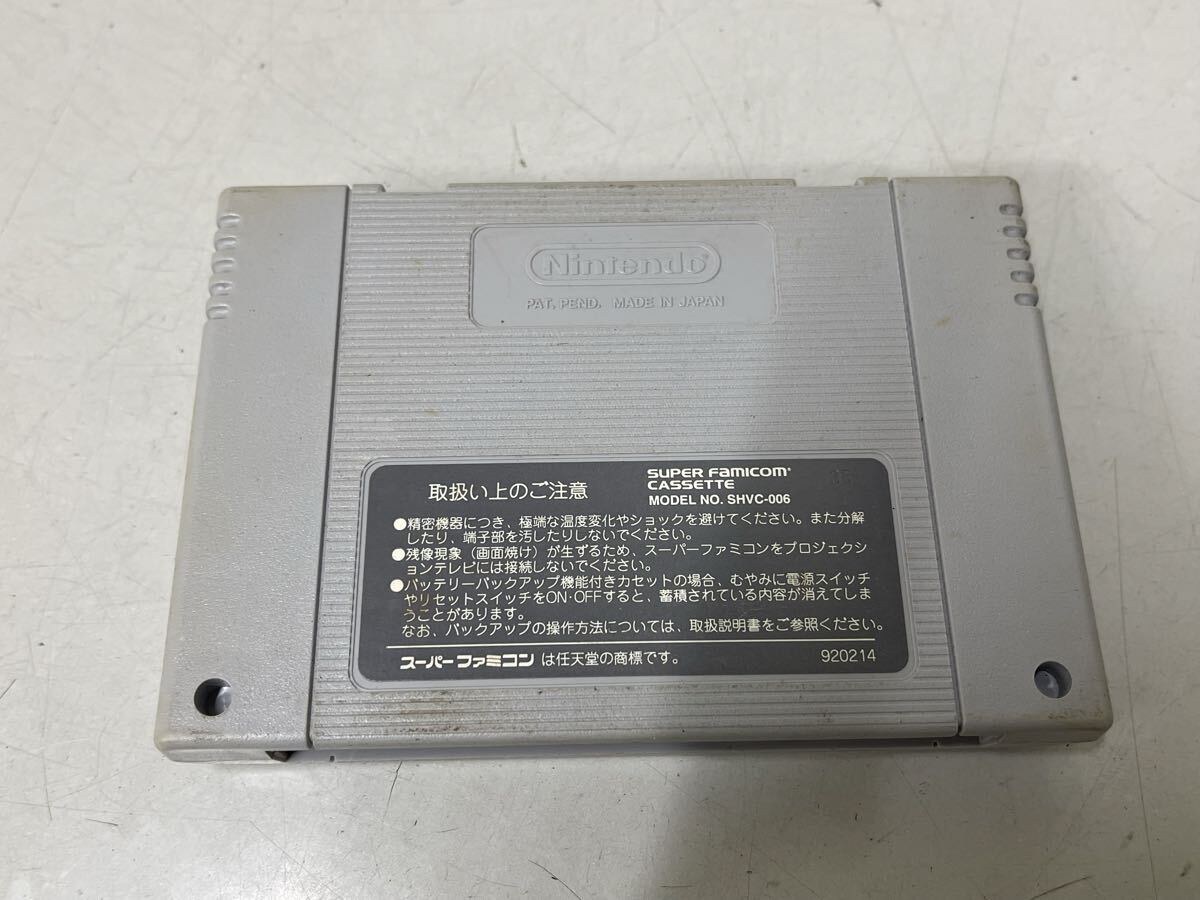 Nintendo
PAT. PEND. MADE IN JAPAN
取扱い上のご注意
SUPER FAMICOM
CASSETTE
MODEL NO. SHVC-006
●精密機器につき、極端な温度変化やショックを避けてください。また分解
したり、端子部を汚したりしないでください。
●残像現象（画面焼け）が生ずるため、スーパーファミコンをプロジェクシ
ョンテレビには接続しないでください。
●バッテリーバックアップ機能付きカセットの場合、むやみに電源スイッチ
やリセットスイッチをON·OFFすると、蓄積されている内容が消えてしま
うことがあります。
なお、バックアップの操作方法については、取扱説明書をご参照ください。
スーパーファミコン は任天堂の商標です。 920214